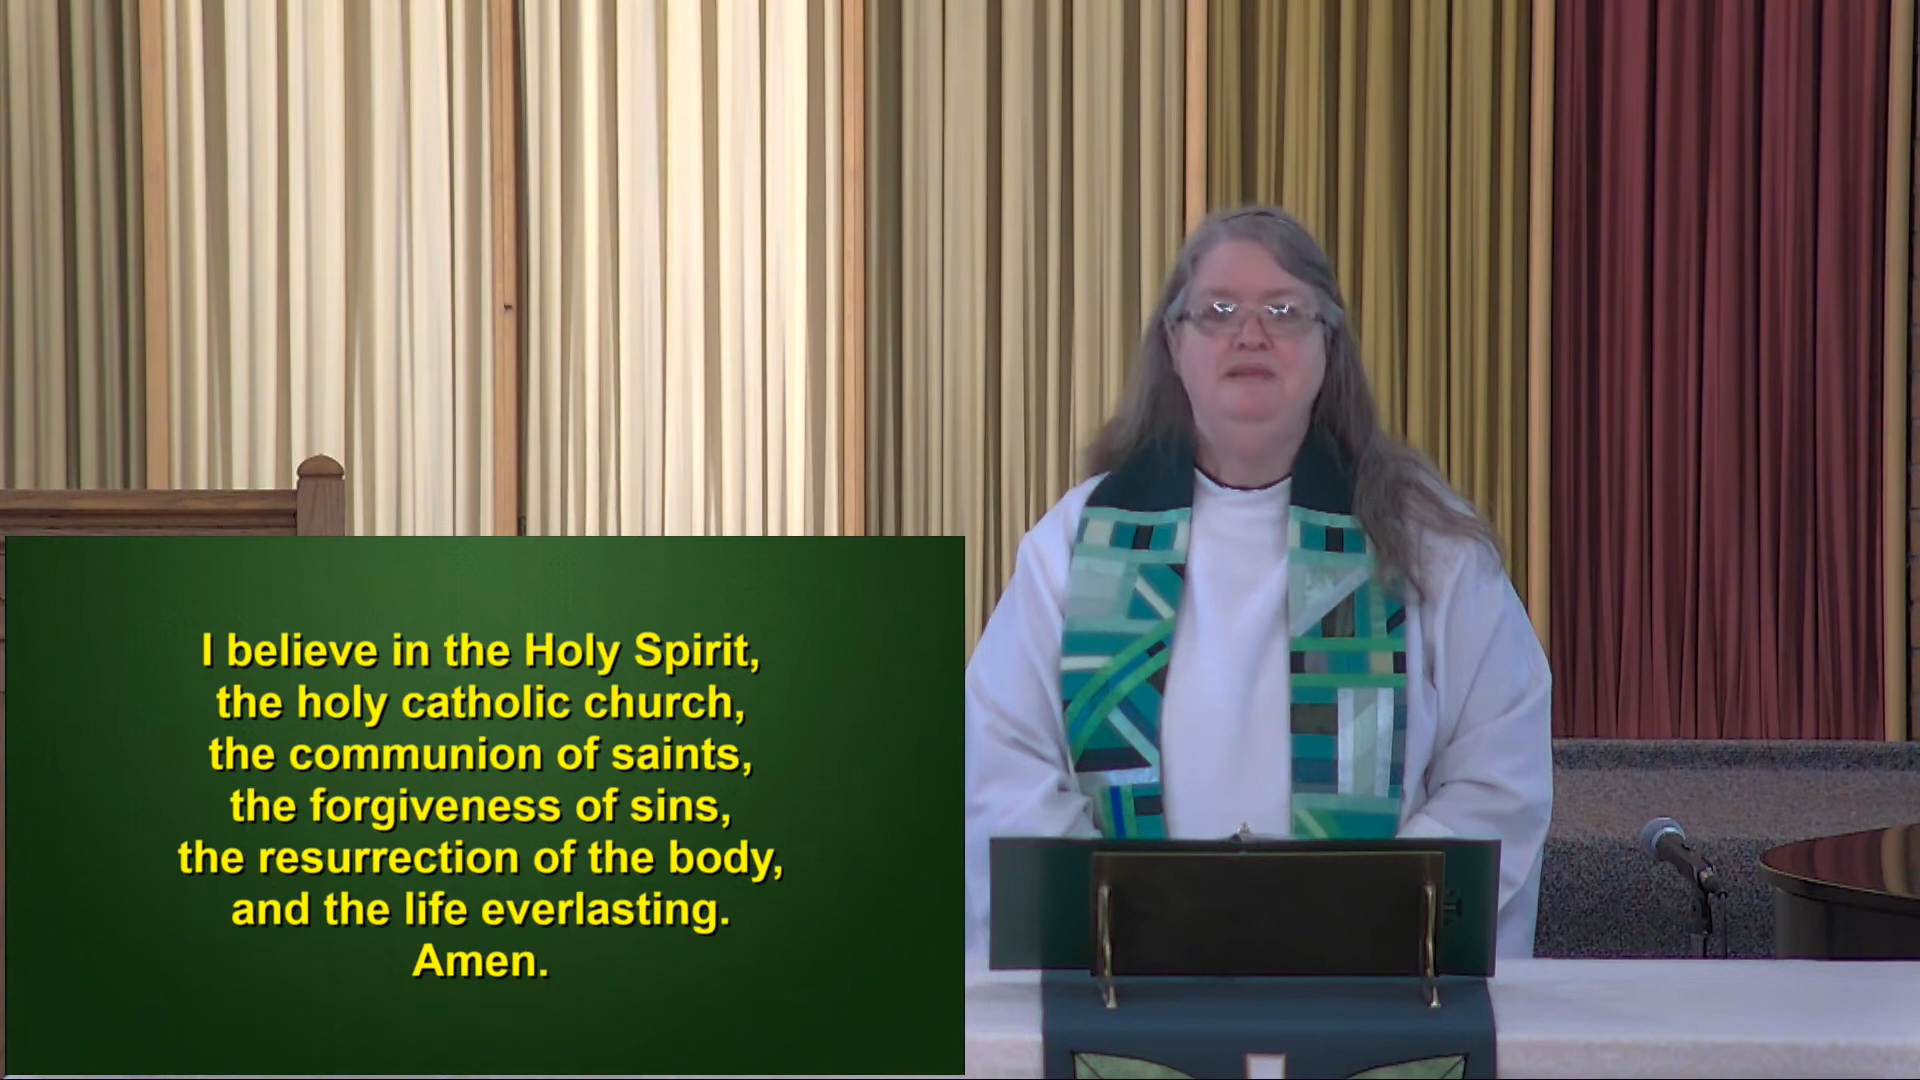 I believe in the Holy Spirit,
the holy catholic church,
the communion of saints,
the forgiveness of sins,
the resurrection of the body,
and the life everlasting.
Amen.